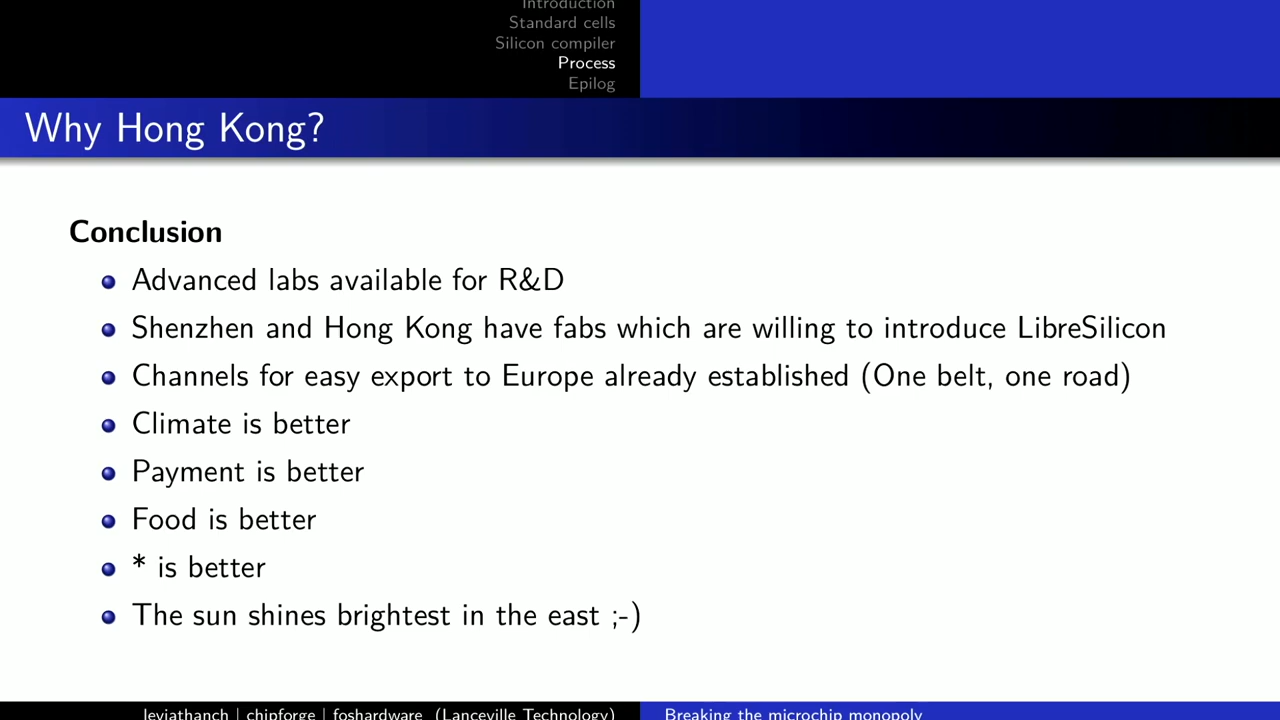 Introduction
Standard cells
Silicon compiler
Process
Epilog
Why Hong Kong?
Conclusion
Advanced labs available for R&D
Shenzhen and Hong Kong have fabs which are willing to introduce LibreSilicon
Channels for easy export to Europe already established (One belt, one road)
Climate is better
Payment is better
Food is better
* is better
The sun shines brightest in the east ;-)
leviathanch | chipforge | foshardware (Lanceville Technology)
Breaking the microchip monopoly